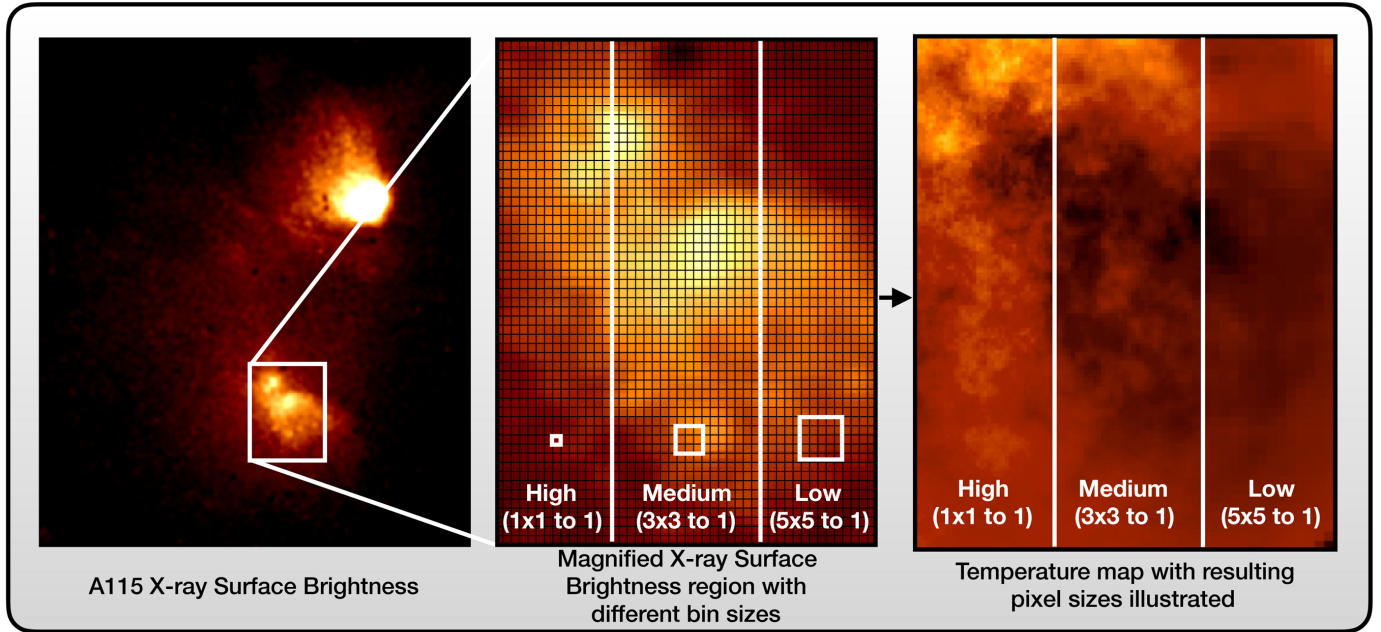 High
(1x1 to 1)
Medium
(3x3 to 1)
Low
(5x5 to 1)
High
(1x1 to 1)
Medium
(3x3 to 1)
Low
(5x5 to 1)
A115 X-ray Surface Brightness
Magnified X-ray Surface
Brightness region with
different bin sizes
Temperature map with resulting
pixel sizes illustrated